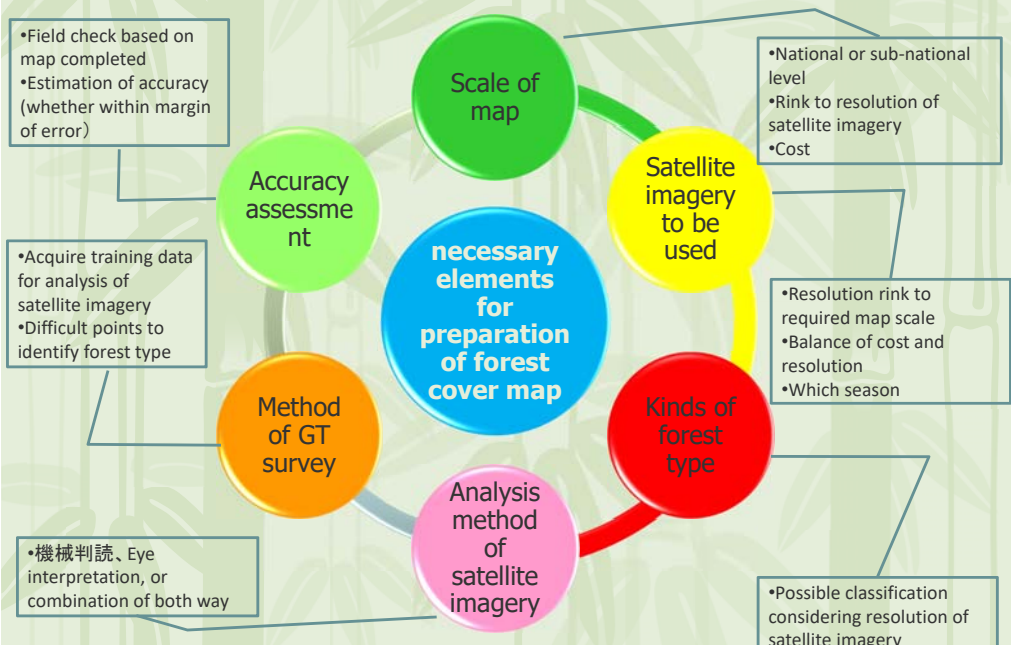 •Field check based on
map completed
•Estimation of accuracy
(whether within margin
of error）
Scale of
map
•National or sub-national
level
•Rink to resolution of
satellite imagery
•Cost
Accuracy
assessme
nt
Satellite
imagery
to be
used
necessary
elements
for
preparation
of forest
cover map
•Acquire training data
for analysis of
satellite imagery
•Difficult points to
identify forest type
•Resolution rink to
required map scale
•Balance of cost and
resolution
•Which season
Method
of GT
survey
Kinds of
forest
type
Analysis
method
of
satellite
imagery
•機械判読、Eye
interpretation, or
combination of both way
•Possible classification
considering resolution of
satellite imagery